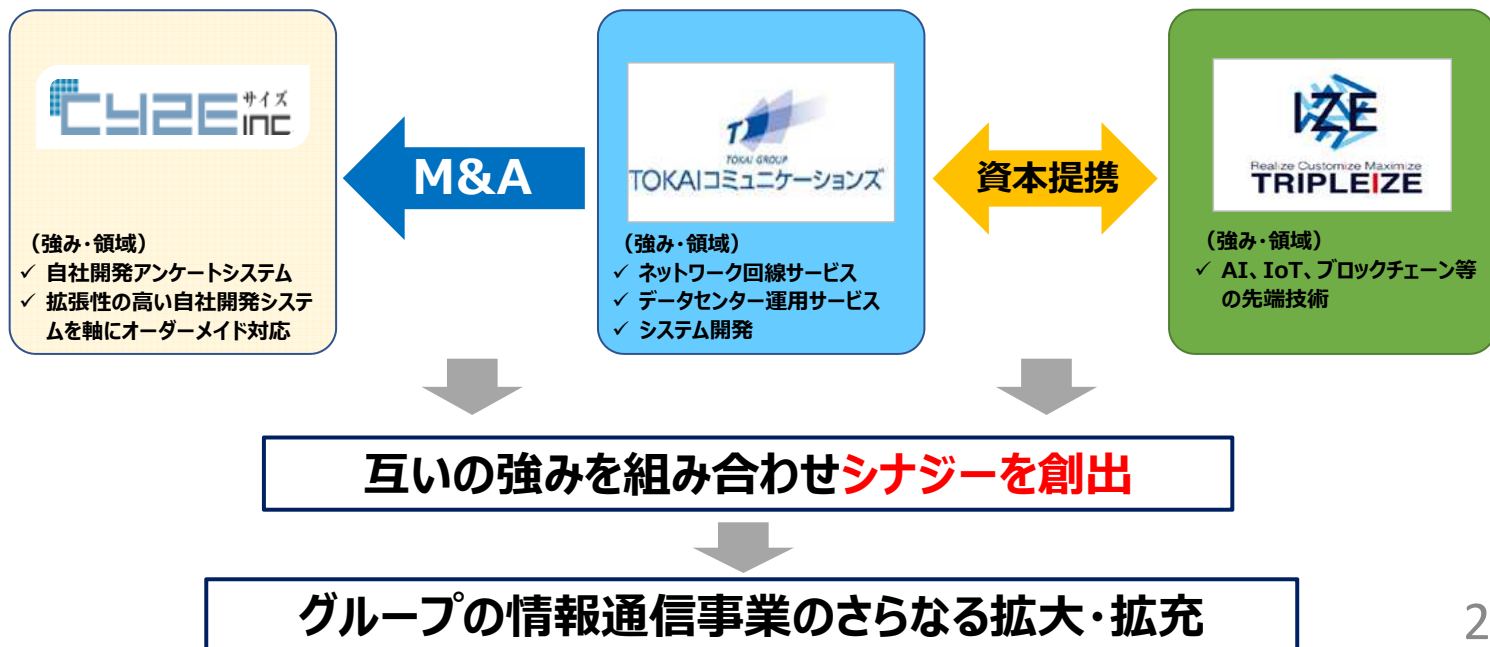 CYZE サイズ
inc
(強み・領域)
✓ 自社開発アンケートシステム
✓ 拡張性の高い自社開発システ
ムを軸にオーダーメイド対応
M&A
T
TOKAI GROUP
TOKAIコミュニケーションズ
(強み・領域)
✓ ネットワーク回線サービス
✓ データセンター運用サービス
✓ システム開発
資本提携
IZE
Realize Customize Maximize
TRIPLEIZE
(強み・領域)
✓ AI、IoT、ブロックチェーン等
の先端技術
互いの強みを組み合わせシナジーを創出
グループの情報通信事業のさらなる拡大・拡充
2